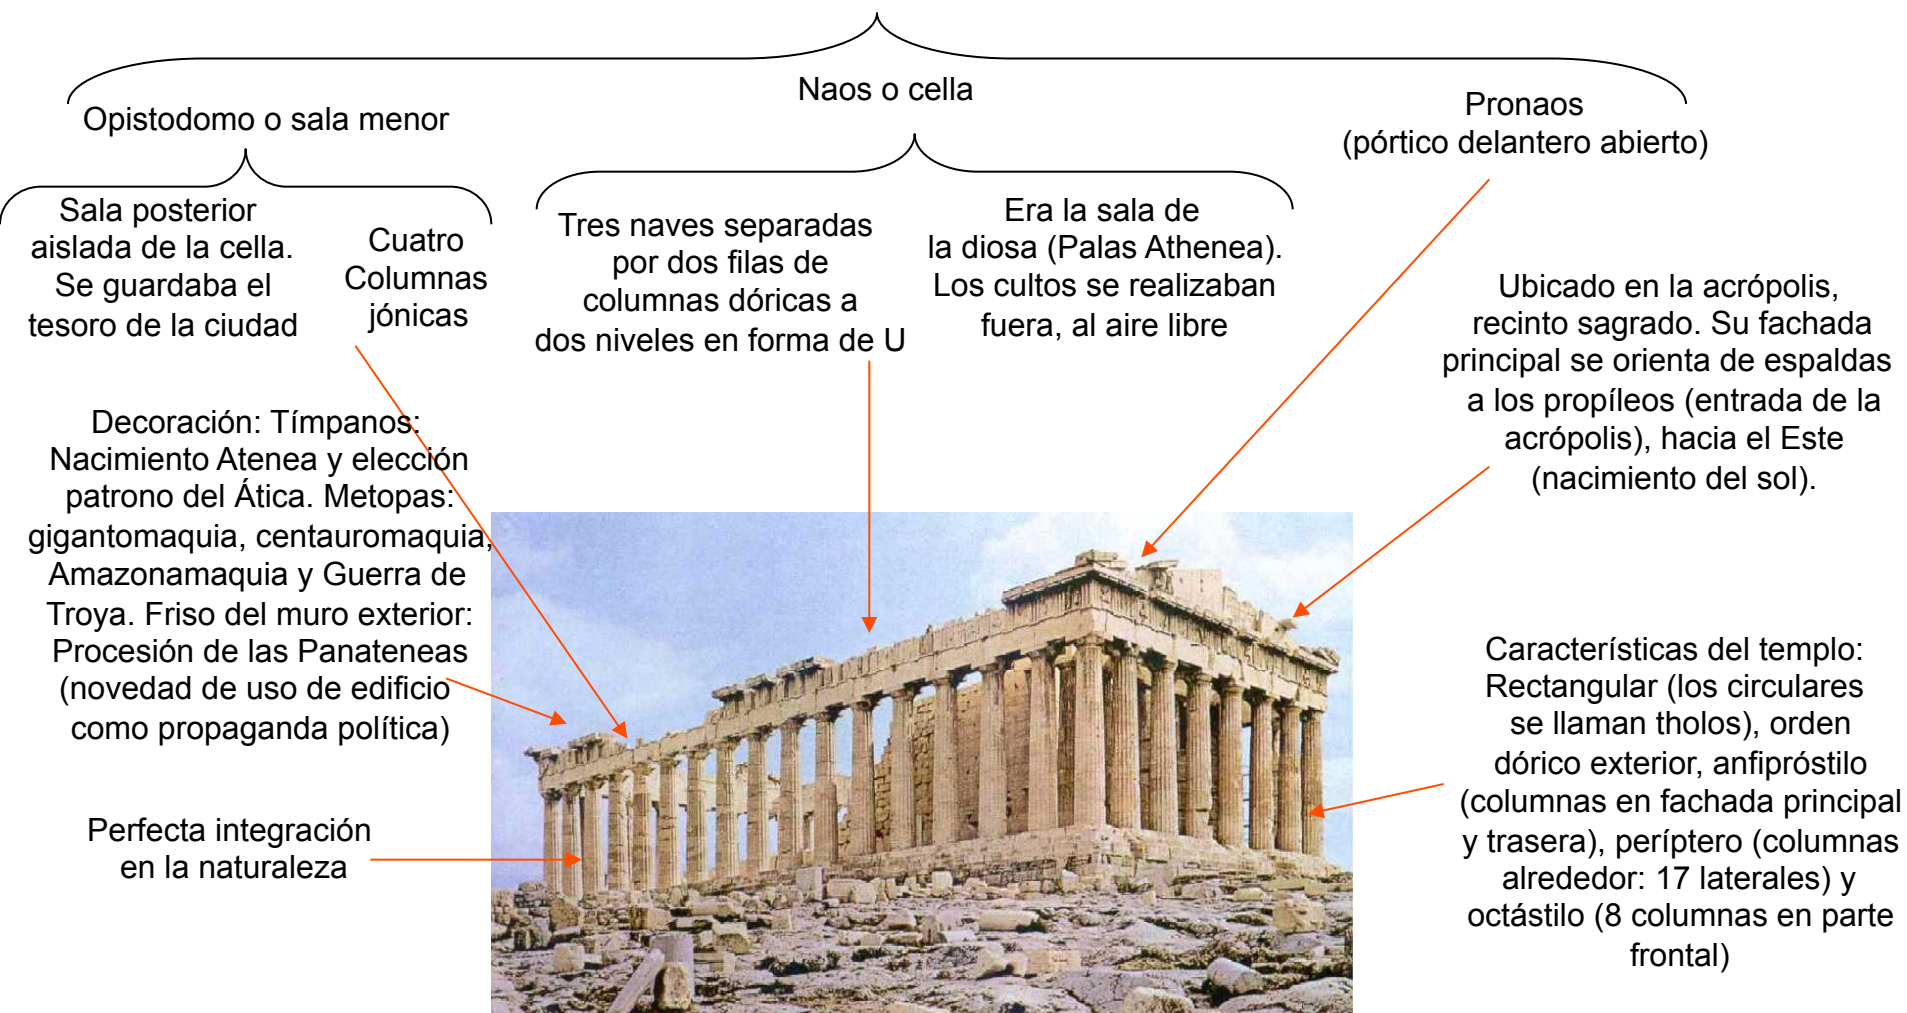 Naos o cella
Opistodomo o sala menor
Pronaos
(pórtico delantero abierto)
Sala posterior
aislada de la cella.
Se guardaba el
tesoro de la ciudad
Cuatro
Columnas
jónicas
Tres naves separadas
por dos filas de
columnas dóricas a
dos niveles en forma de U
Era la sala de
la diosa (Palas Athenea).
Los cultos se realizaban
fuera, al aire libre
Ubicado en la acrópolis,
recinto sagrado. Su fachada
principal se orienta de espaldas
a los propíleos (entrada de la
acrópolis), hacia el Este
(nacimiento del sol).
Decoración: Tímpanos:
Nacimiento Atenea y elección
patrono del Ática. Metopas:
gigantomaquia, centauromaquia,
Amazonamaquia y Guerra de
Troya. Friso del muro exterior:
Procesión de las Panateneas
(novedad de uso de edificio
como propaganda política)
Características del templo:
Rectangular (los circulares
se llaman tholos), orden
dórico exterior, anfipróstilo
(columnas en fachada principal
y trasera), períptero (columnas
alrededor: 17 laterales) y
octástilo (8 columnas en parte
frontal)
Perfecta integración
en la naturaleza